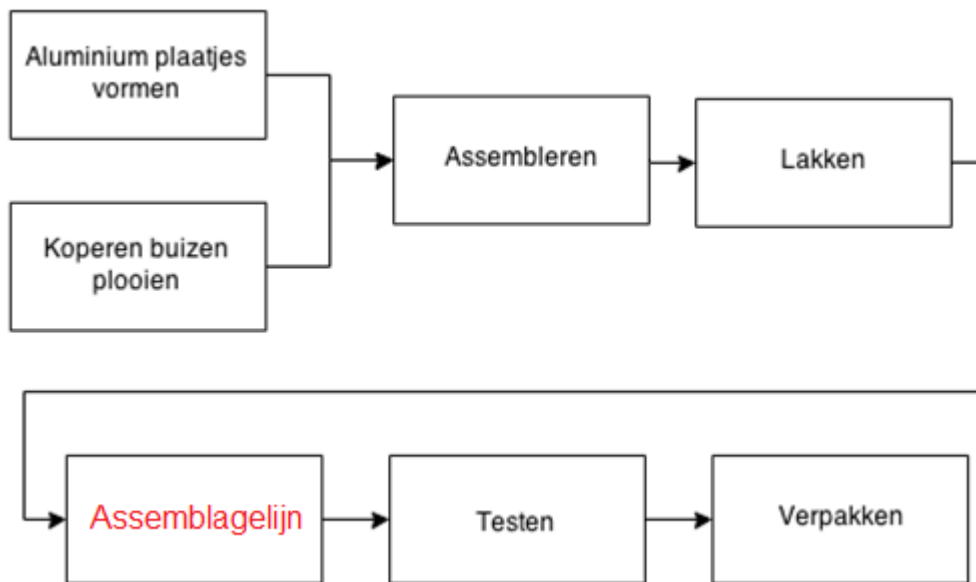 Aluminium plaatjes
vormen
Koperen buizen
plooien
Assembleren
Lakken
Assemblagelijn
Testen
Verpakken